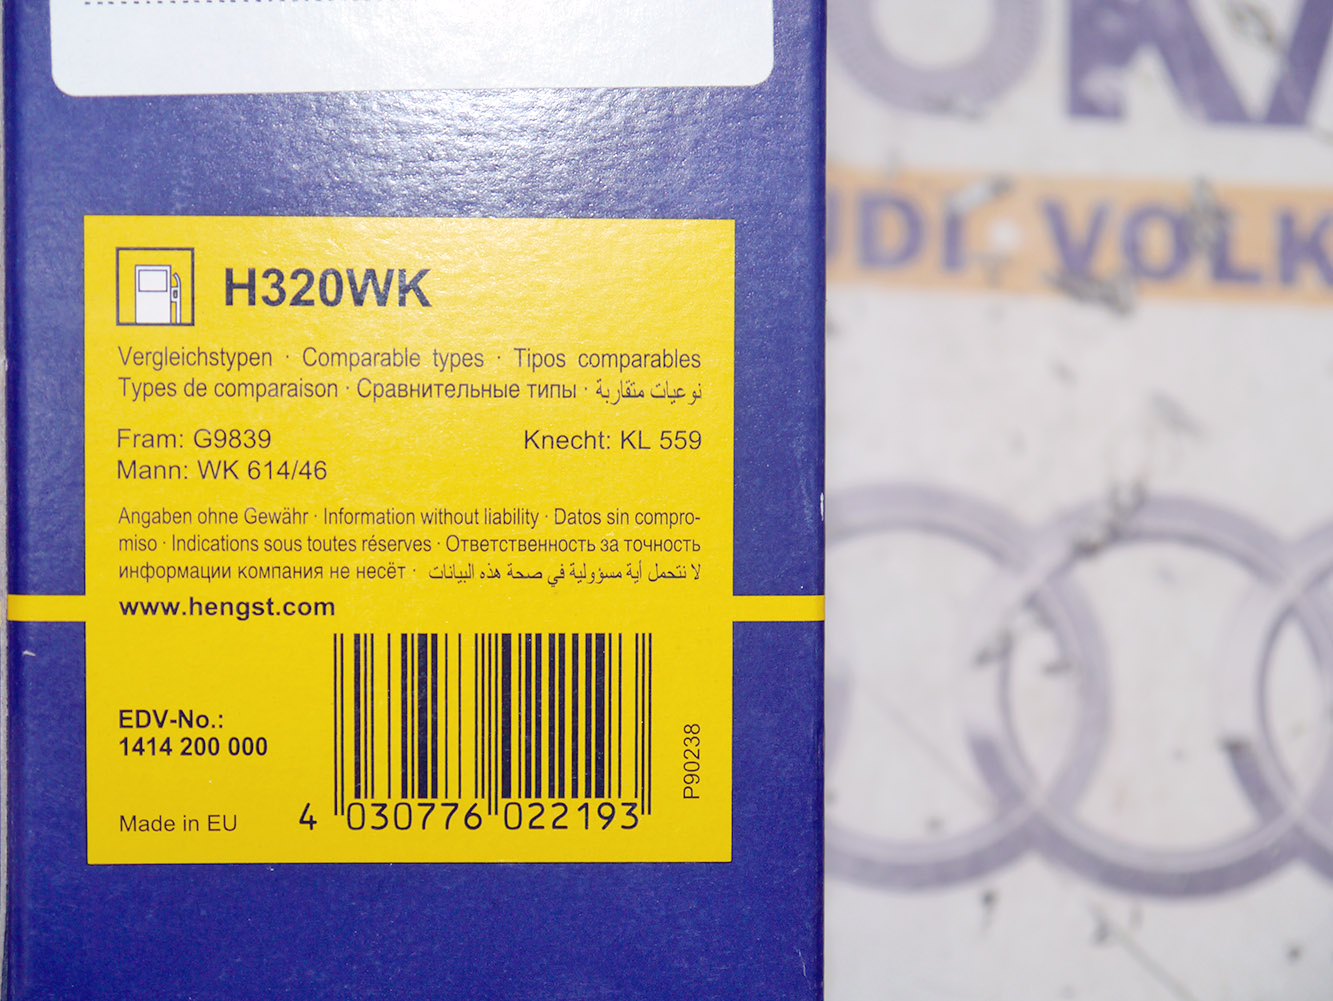 H320WK
Vergleichstypen · Comparable types · Tipos comparables
Types de comparaison · Сравнительные типы · نوعيات متقاربة
Fram: G9839 Knecht: KL 559
Mann: WK 614/46
Angaben ohne Gewähr · Information without liability · Datos sin compro-
miso · Indications sous toutes réserves · Ответственность за точность
информации компания не несёт · لا نتحمل أية مسؤولية في صحة هذه البيانات
www.hengst.com
EDV-No.:
1414 200 000
Made in EU
4 030776 022193
P90238
UDI VOLK